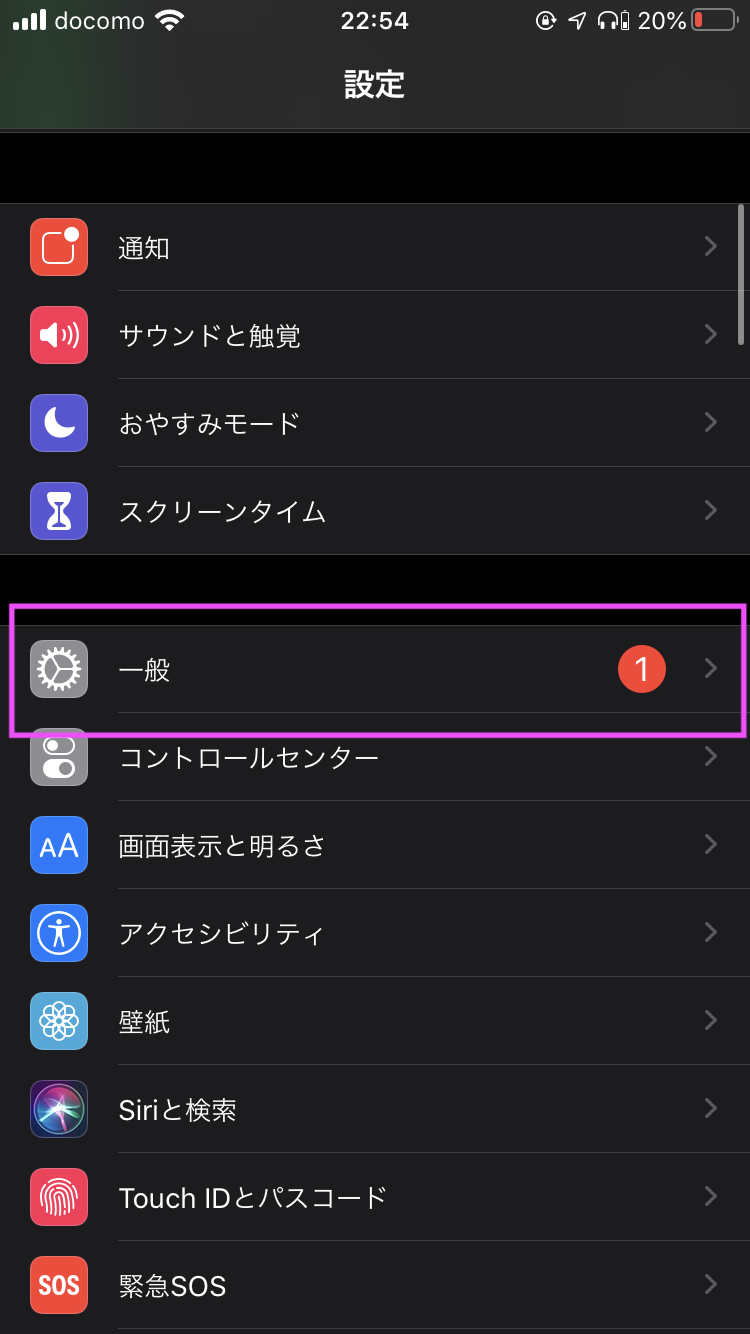 docomo 22:54 20%
設定
通知
サウンドと触覚
おやすみモード
スクリーンタイム
一般 1
コントロールセンター
AA 画面表示と明るさ
アクセシビリティ
壁紙
Siriと検索
Touch IDとパスコード
SOS 緊急SOS